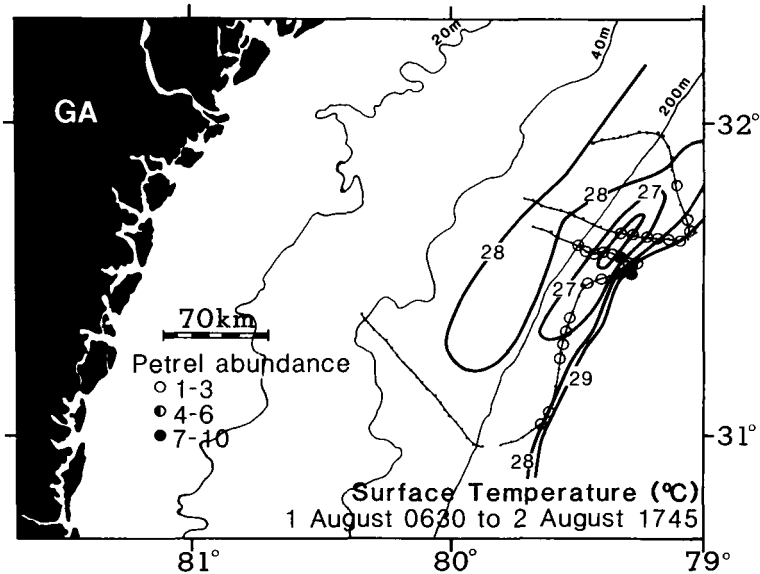 20m
40m
200m
GA
32°
28
27
28
27
29
28
70km
Petrel abundance
1-3
4-6
7-10
31°
Surface Temperature (°C)
1 August 0630 to 2 August 1745
81°
80°
79°